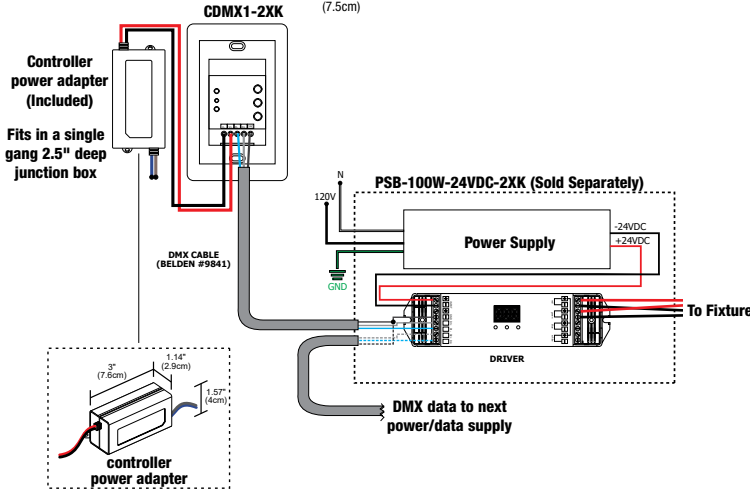 CDMX1-2XK
(7.5cm)
Controller
power adapter
(Included)
Fits in a single
gang 2.5" deep
junction box
N
120V
PSB-100W-24VDC-2XK (Sold Separately)
-24VDC
+24VDC
Power Supply
GND
DMX CABLE
(BELDEN #9841)
To Fixture
DRIVER
DMX data to next
power/data supply
3"
(7.6cm)
1.14"
(2.9cm)
1.57"
(4cm)
controller
power adapter